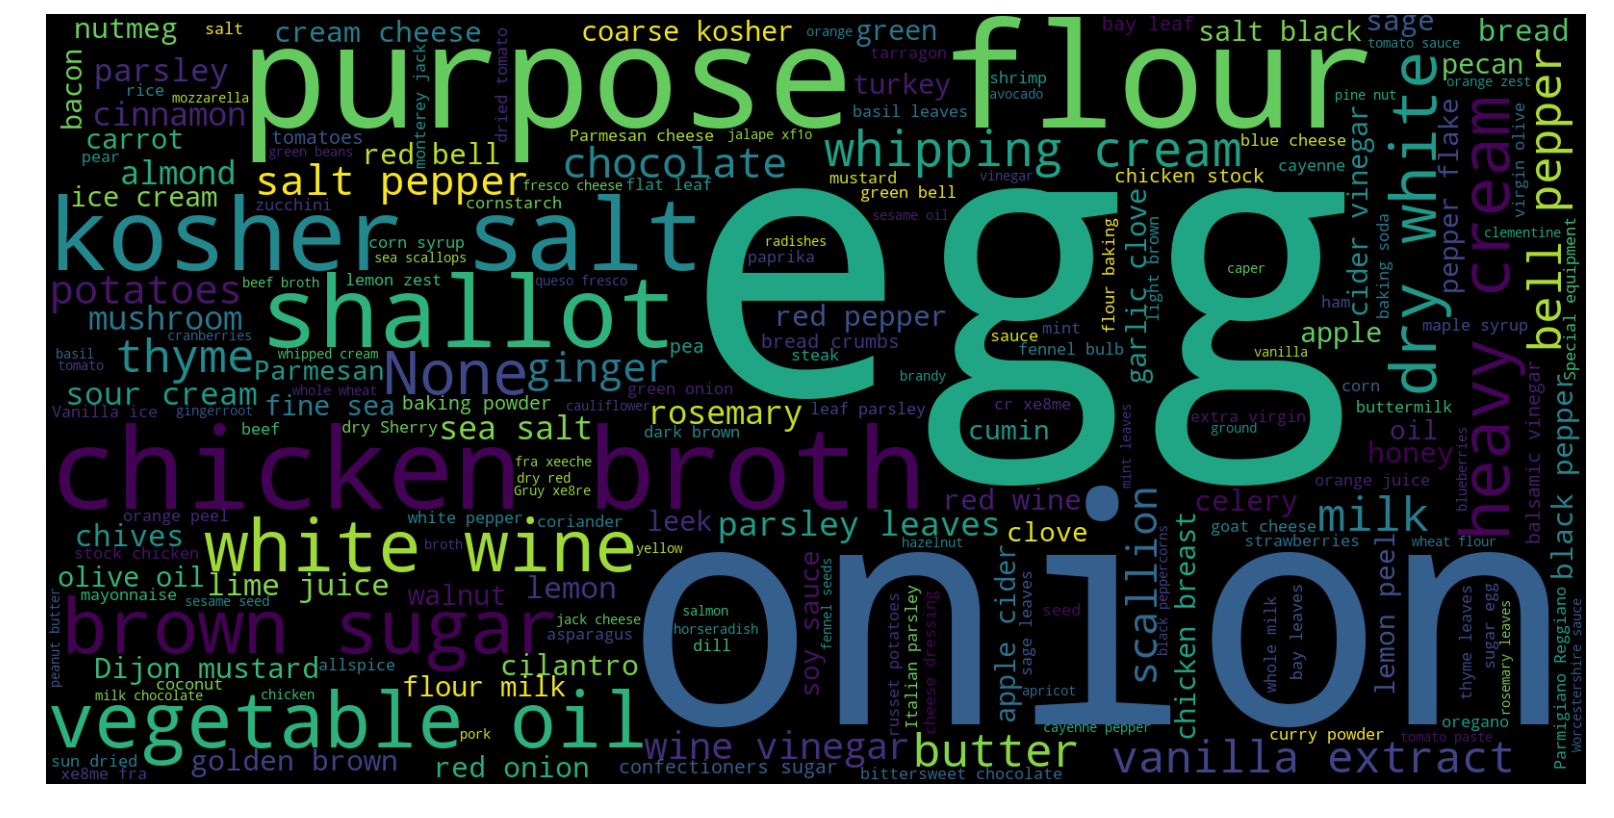 nutmeg
salt
cream cheese
coarse kosher
orange
green
bay leaf
salt black
sage
bread
tomato sauce
bacon
parsley
rice
mozzarella
cinnamon
purpose flour
monterey jack
dried tomato
tarragon
turkey
shrimp
avocado
basil leaves
pecan
orange zest
pine nut
carrot
pear
tomatoes
green beans
red bell
Parmesan cheese
jalape xf1o
chocolate
whipping cream
blue cheese
cayenne
dry white
pepper flake
heavy cream
virgin olive
bell pepper
almond
ice cream
zucchini
salt pepper
fresco cheese
flat leaf
cornstarch
mustard
green bell
vinegar
chicken stock
cider vinegar
kosher salt
sesame oil
corn syrup
sea scallops
radishes
paprika
egg
caper
flour baking
garlic clove
light brown
baking soda
clementine
Special equipment
potatoes
beef broth
lemon zest
queso fresco
shallot
mushroom
cranberries
red pepper
bread crumbs
steak
sauce
mint
fennel bulb
ham
apple
vanilla
maple syrup
basil
tomato
thyme
whipped cream
Parmesan
whole wheat
None
ginger
pea
green onion
brandy
corn
buttermilk
sour cream
Vanilla ice
gingerroot
fine sea
baking powder
cauliflower
rosemary
leaf parsley
cr xe8me
extra virgin
ground
beef
dry Sherry
sea salt
dark brown
cumin
mint leaves
oil
honey
blueberries
balsamic vinegar
black pepper
chicken broth
fra xeeche
dry red
Gruy xe8re
orange juice
orange peel
white pepper
coriander
leek
parsley leaves
red wine
clove
celery
goat cheese
strawberries
milk
wheat flour
chives
stock chicken
white wine
broth
yellow
hazelnut
scallion
black peppercorns
chicken breast
olive oil
mayonnaise
sesame seed
lime juice
walnut
lemon
jack cheese
asparagus
peanut butter
brown sugar
onion
salmon
horseradish
dill
soy sauce
fennel seeds
russet potatoes
Italian parsley
cheese dressing
apple cider
sage leaves
seed
whole milk
bay leaves
lemon peel
thyme leaves
sugar egg
rosemary leaves
Parmigiano Reggiano
Worcestershire sauce
Dijon mustard
allspice
coconut
milk chocolate
chicken
cilantro
flour milk
apricot
vegetable oil
pork
cayenne pepper
curry powder
oregano
tomato paste
sun dried
xe8me fra
golden brown
red onion
wine vinegar
confectioners sugar
butter
bittersweet chocolate
vanilla extract